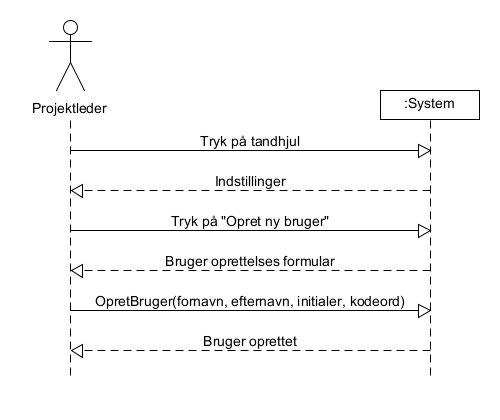 Projektleder
:System
Tryk på tandhjul
Indstillinger
Tryk på "Opret ny bruger"
Bruger oprettelses formular
OpretBruger(fornavn, efternavn, initialer, kodeord)
Bruger oprettet